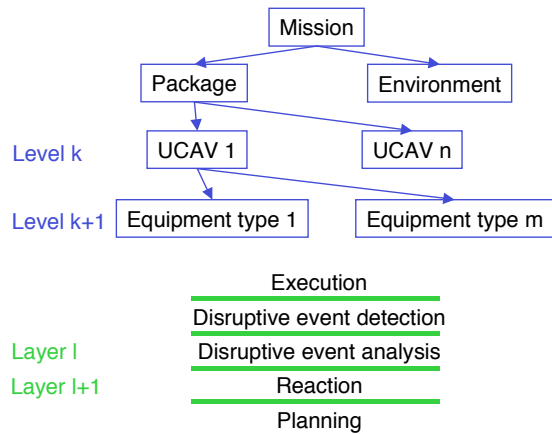 Mission
Package
Environment
Level k
UCAV 1
UCAV n
Level k+1
Equipment type 1
Equipment type m
Execution
Disruptive event detection
Layer l
Disruptive event analysis
Layer l+1
Reaction
Planning